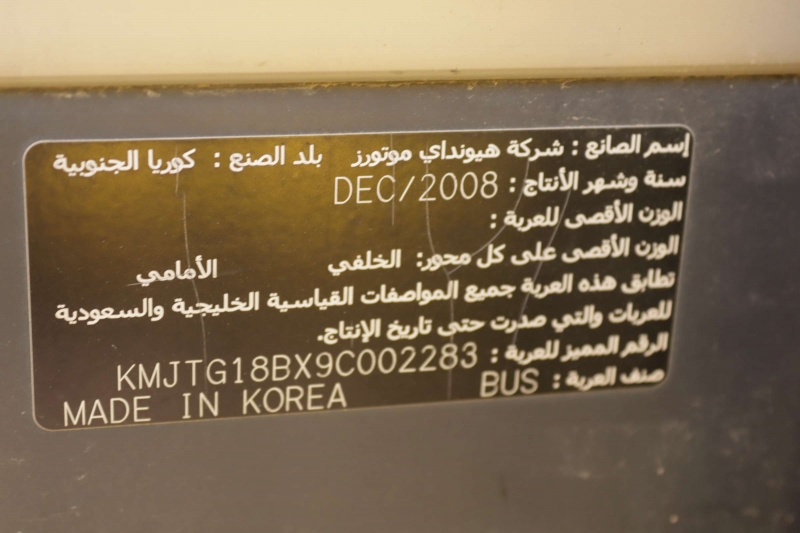 إسم الصانع : شركة هيونداي موتورز بلد الصنع : كوريا الجنوبية
سنة وشهر الأنتاج : DEC/2008
الوزن الأقصى للعربة :
الوزن الأقصى على كل محور: الخلفي الأمامي
تطابق هذه العربة جميع المواصفات القياسية الخليجية والسعودية
للعربات والتي صدرت حتى تاريخ الإنتاج.
الرقم المميز للعربة : KMJTG18BX9C002283
صنف العربة : BUS
MADE IN KOREA